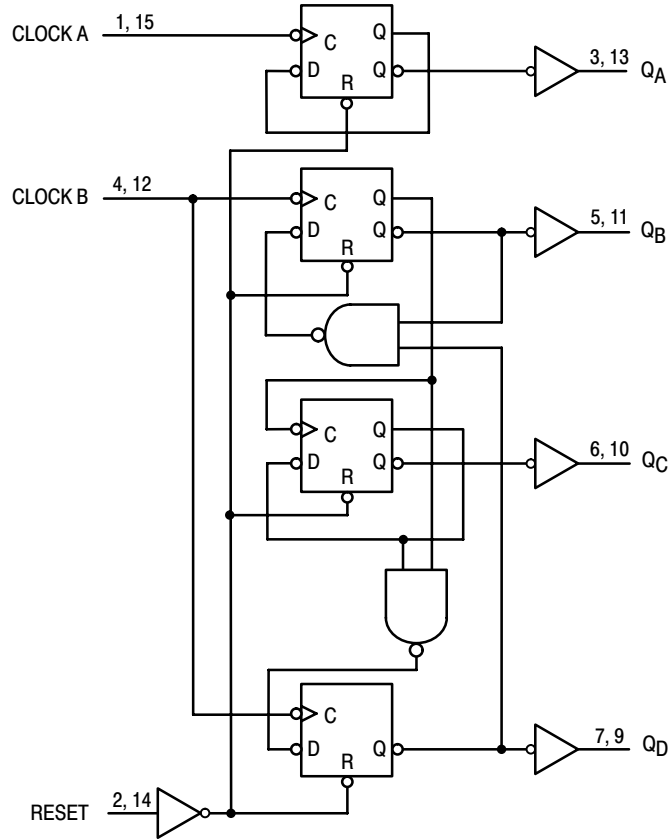 CLOCK A 1, 15 C Q
D Q 3, 13 QA
R
CLOCK B 4, 12 C Q
D Q 5, 11 QB
R
C Q
D Q 6, 10 QC
R
C
D Q 7, 9 QD
R
RESET 2, 14